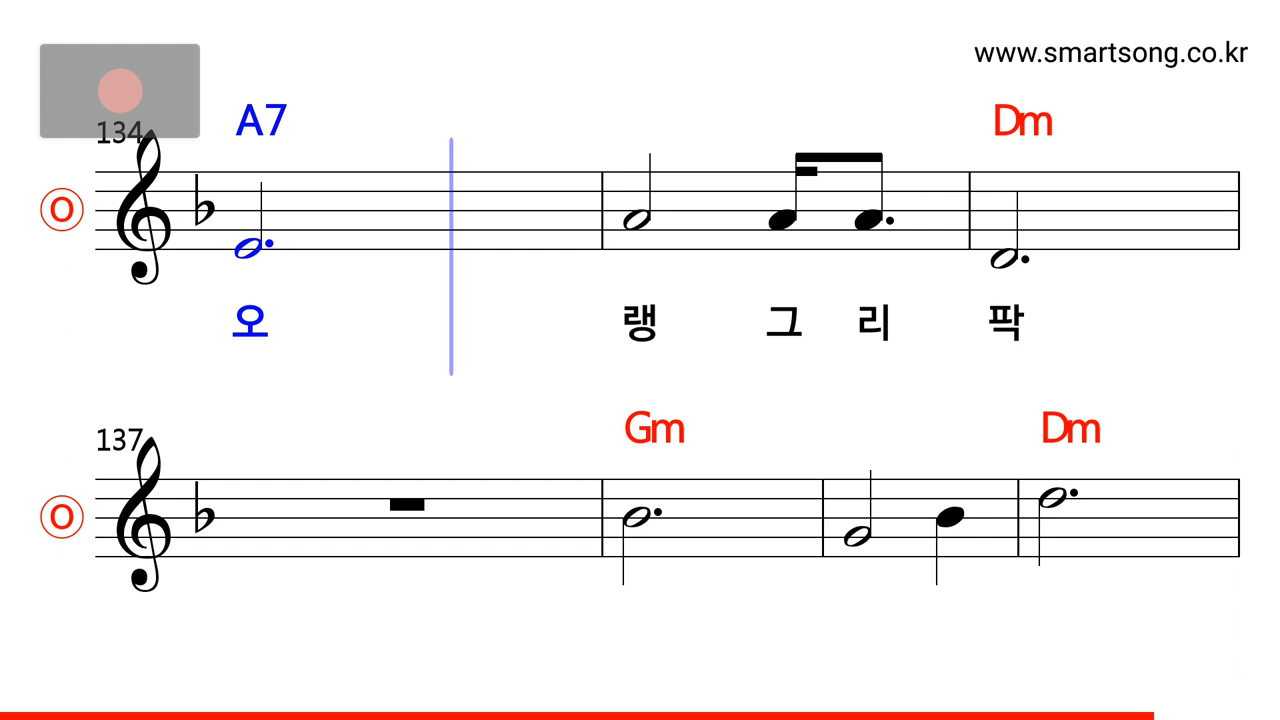 www.smartsong.co.kr
134
A7 Dm
O
오 랭 그 리 팍
137
Gm Dm
O